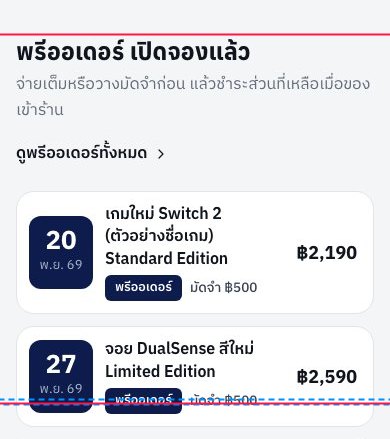 พรีออเดอร์ เปิดจองแล้ว
จ่ายเต็มหรือวางมัดจำก่อน แล้วชำระส่วนที่เหลือเมื่อของ
เข้าร้าน
ดูพรีออเดอร์ทั้งหมด
20
พ.ย. 69
เกมใหม่ Switch 2
(ตัวอย่างชื่อเกม)
Standard Edition
พรีออเดอร์ มัดจำ ฿500
฿2,190
27
พ.ย. 69
จอย DualSense สีใหม่
Limited Edition
พรีออเดอร์ มัดจำ ฿500
฿2,590